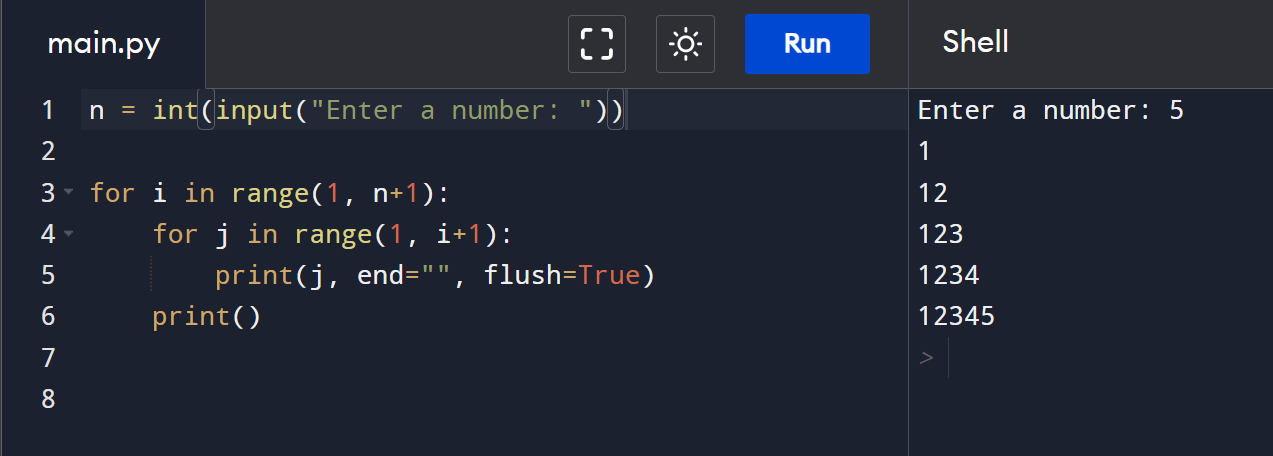 main.py
Run
Shell
1 n = int(input("Enter a number: "))
2
3 for i in range(1, n+1):
4     for j in range(1, i+1):
5         print(j, end="", flush=True)
6     print()
7
8
Enter a number: 5
1
12
123
1234
12345
>